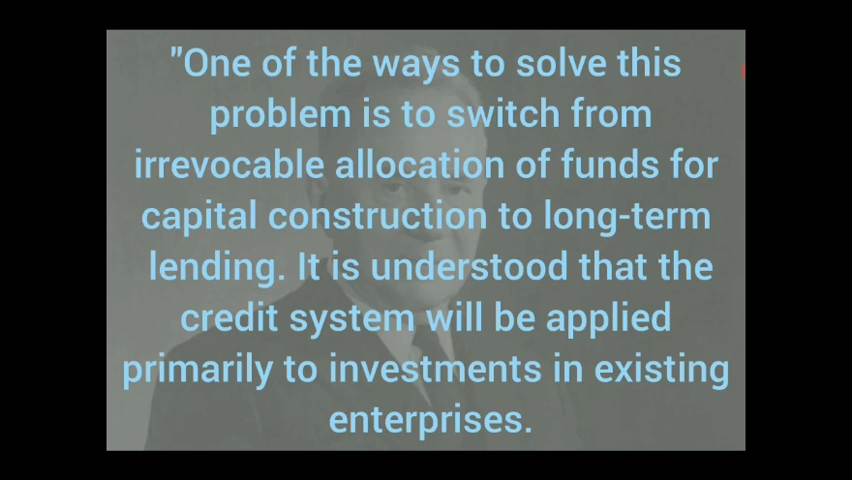 "One of the ways to solve this
problem is to switch from
irrevocable allocation of funds for
capital construction to long-term
lending. It is understood that the
credit system will be applied
primarily to investments in existing
enterprises.